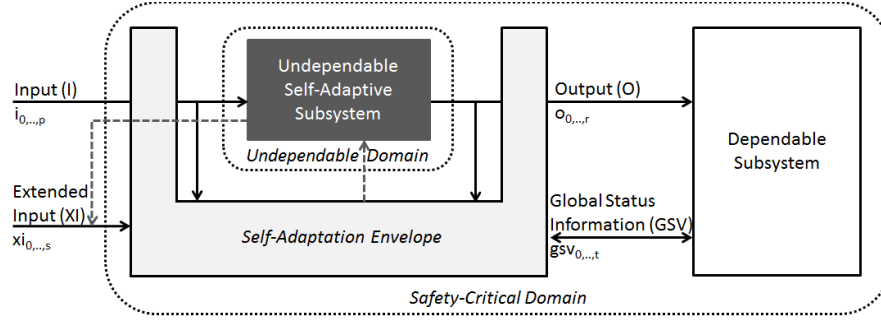 Undependable
Self-Adaptive
Subsystem
Input (I)
i0,..,p
Output (O)
o0,..,r
Undependable Domain
Dependable
Subsystem
Extended
Input (XI)
xi0,..,s
Global Status
Information (GSV)
gsv0,..,t
Self-Adaptation Envelope
Safety-Critical Domain